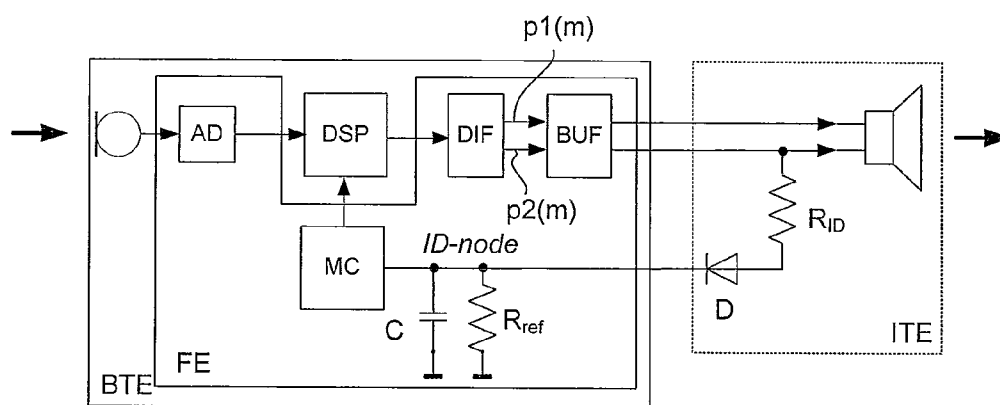 p1(m)
AD
DSP
DIF
BUF
p2(m)
R_ID
ID-node
MC
D
C
R_ref
ITE
FE
BTE